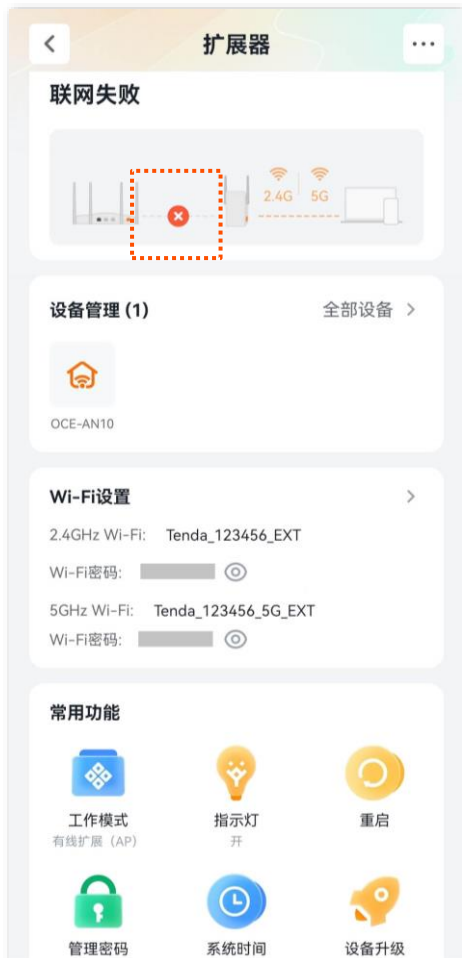 扩展器
联网失败
2.4G 5G
设备管理 (1) 全部设备
OCE-AN10
Wi-Fi设置
2.4GHz Wi-Fi: Tenda_123456_EXT
Wi-Fi密码:
5GHz Wi-Fi: Tenda_123456_5G_EXT
Wi-Fi密码:
常用功能
工作模式 指示灯 重启
有线扩展（AP） 开
管理密码 系统时间 设备升级